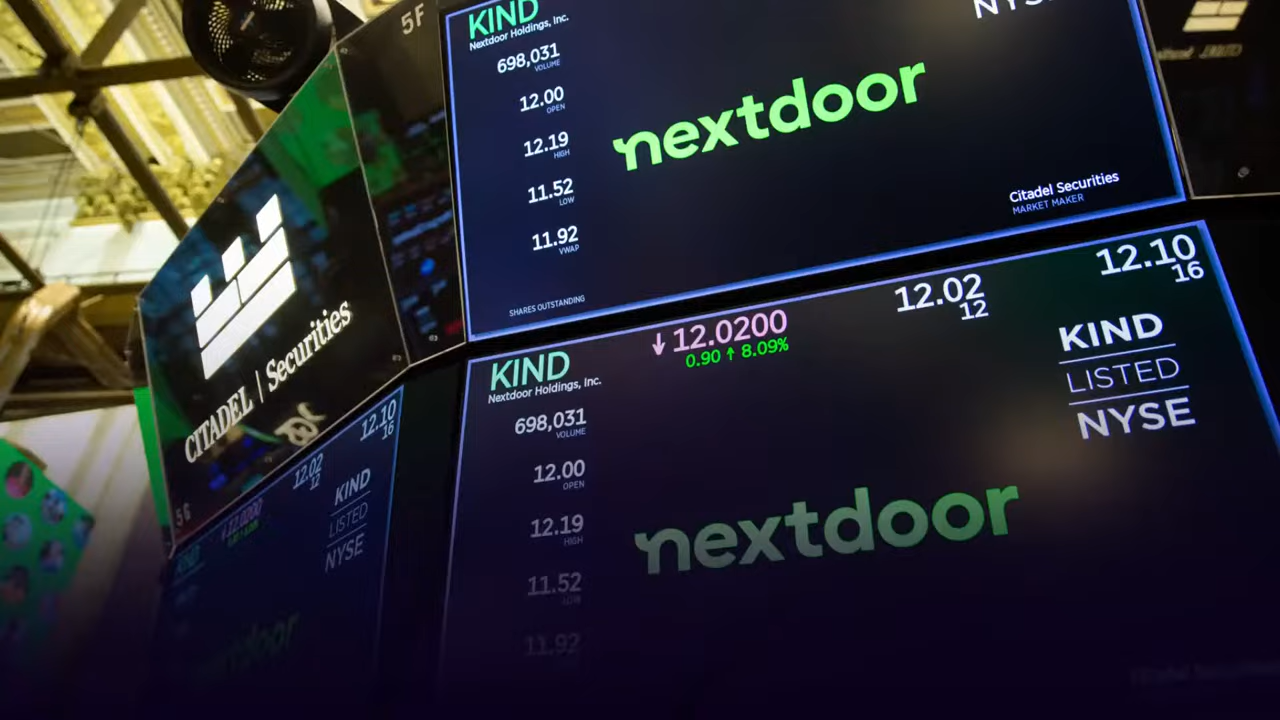 5F
KIND
Nextdoor Holdings, Inc.
698,031
VOLUME
12.00
OPEN
12.19
HIGH
11.52
LOW
11.92
VWAP
SHARES OUTSTANDING
nextdoor
Citadel Securities
MARKET MAKER
CITADEL | Securities
5G
12.02
12
12.10
16
KIND
LISTED
NYSE
KIND
Nextdoor Holdings, Inc.
↓12.0200
0.90 ↑ 8.09%
12.02
12
12.10
16
698,031
VOLUME
12.00
OPEN
12.19
HIGH
11.52
LOW
11.92
nextdoor
KIND
LISTED
NYSE